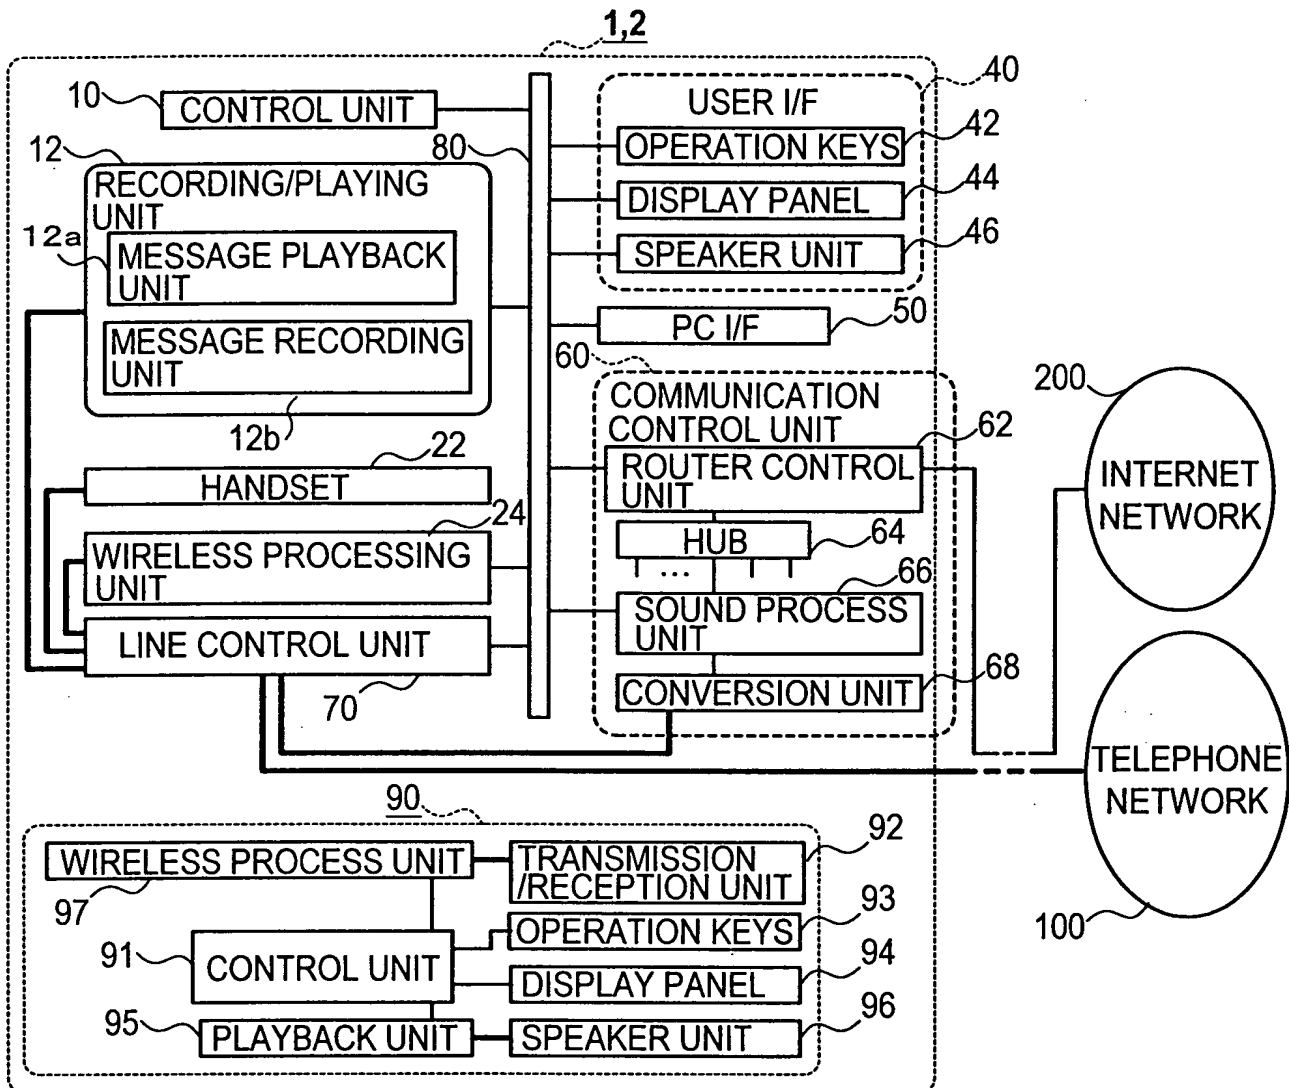 1,2
10
CONTROL UNIT
12
RECORDING/PLAYING
UNIT
12a
MESSAGE PLAYBACK
UNIT
MESSAGE RECORDING
UNIT
12b
22
HANDSET
24
WIRELESS PROCESSING
UNIT
LINE CONTROL UNIT
70
80
40
USER I/F
42
OPERATION KEYS
44
DISPLAY PANEL
46
SPEAKER UNIT
50
PC I/F
60
COMMUNICATION
CONTROL UNIT
62
ROUTER CONTROL
UNIT
HUB
64
...
66
SOUND PROCESS
UNIT
68
CONVERSION UNIT
200
INTERNET
NETWORK
TELEPHONE
NETWORK
100
90
WIRELESS PROCESS UNIT
97
92
TRANSMISSION
/RECEPTION UNIT
93
OPERATION KEYS
91
CONTROL UNIT
94
DISPLAY PANEL
95
PLAYBACK UNIT
96
SPEAKER UNIT